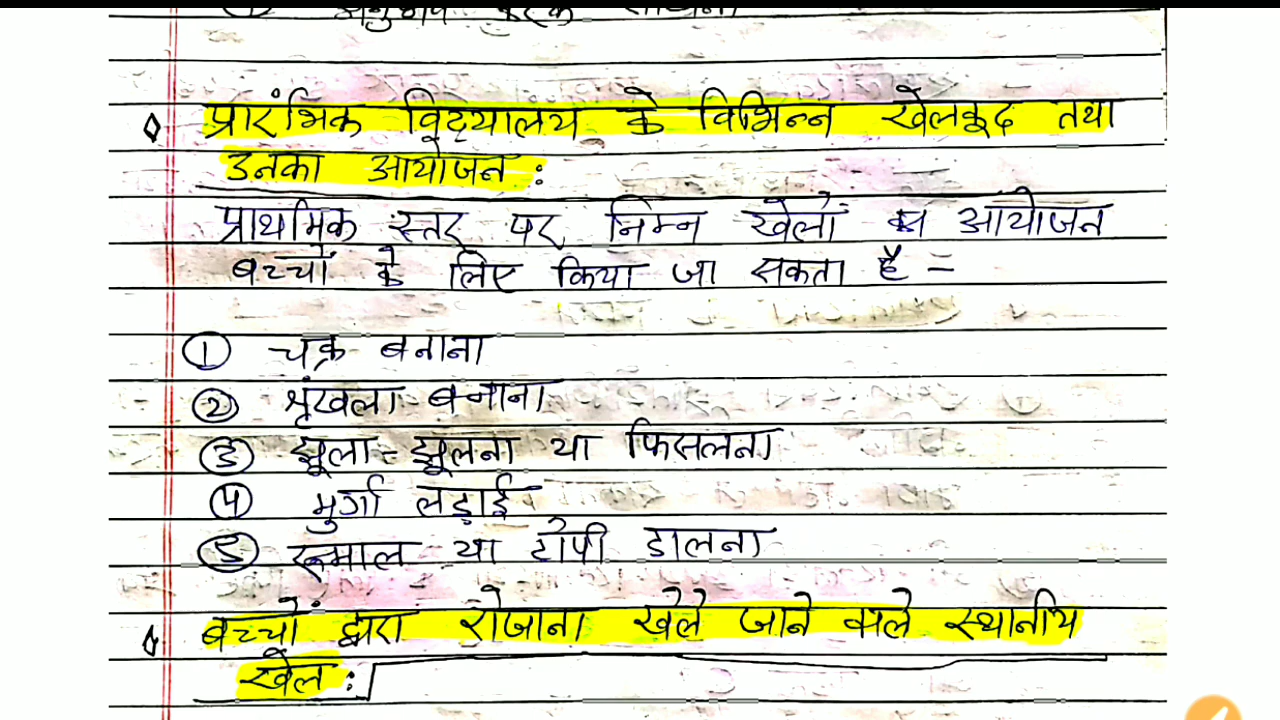 प्रारंभिक विद्यालय के विभिन्न खेलकूद तथा
उनका आयोजन :
प्राथमिक स्तर पर निम्न खेलों का आयोजन
बच्चों के लिए किया जा सकता है =
① चक्र बनाना
② श्रृंखला बनाना
③ झूला - झूलना या फिसलना
④ मुर्गा लड़ाई
⑤ रूमाल या टोपी डालना
बच्चों द्वारा रोजाना खेले जाने वाले स्थानीय
खेल :